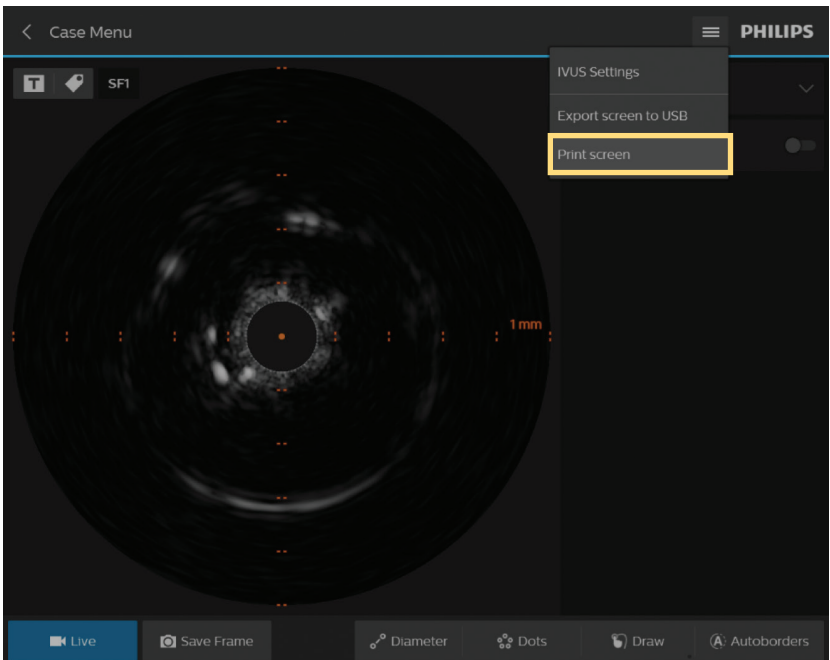 Case Menu
PHILIPS
IVUS Settings
Export screen to USB
Print screen
T
SF1
1 mm
Live
Save Frame
Diameter
Dots
Draw
A Autoborders